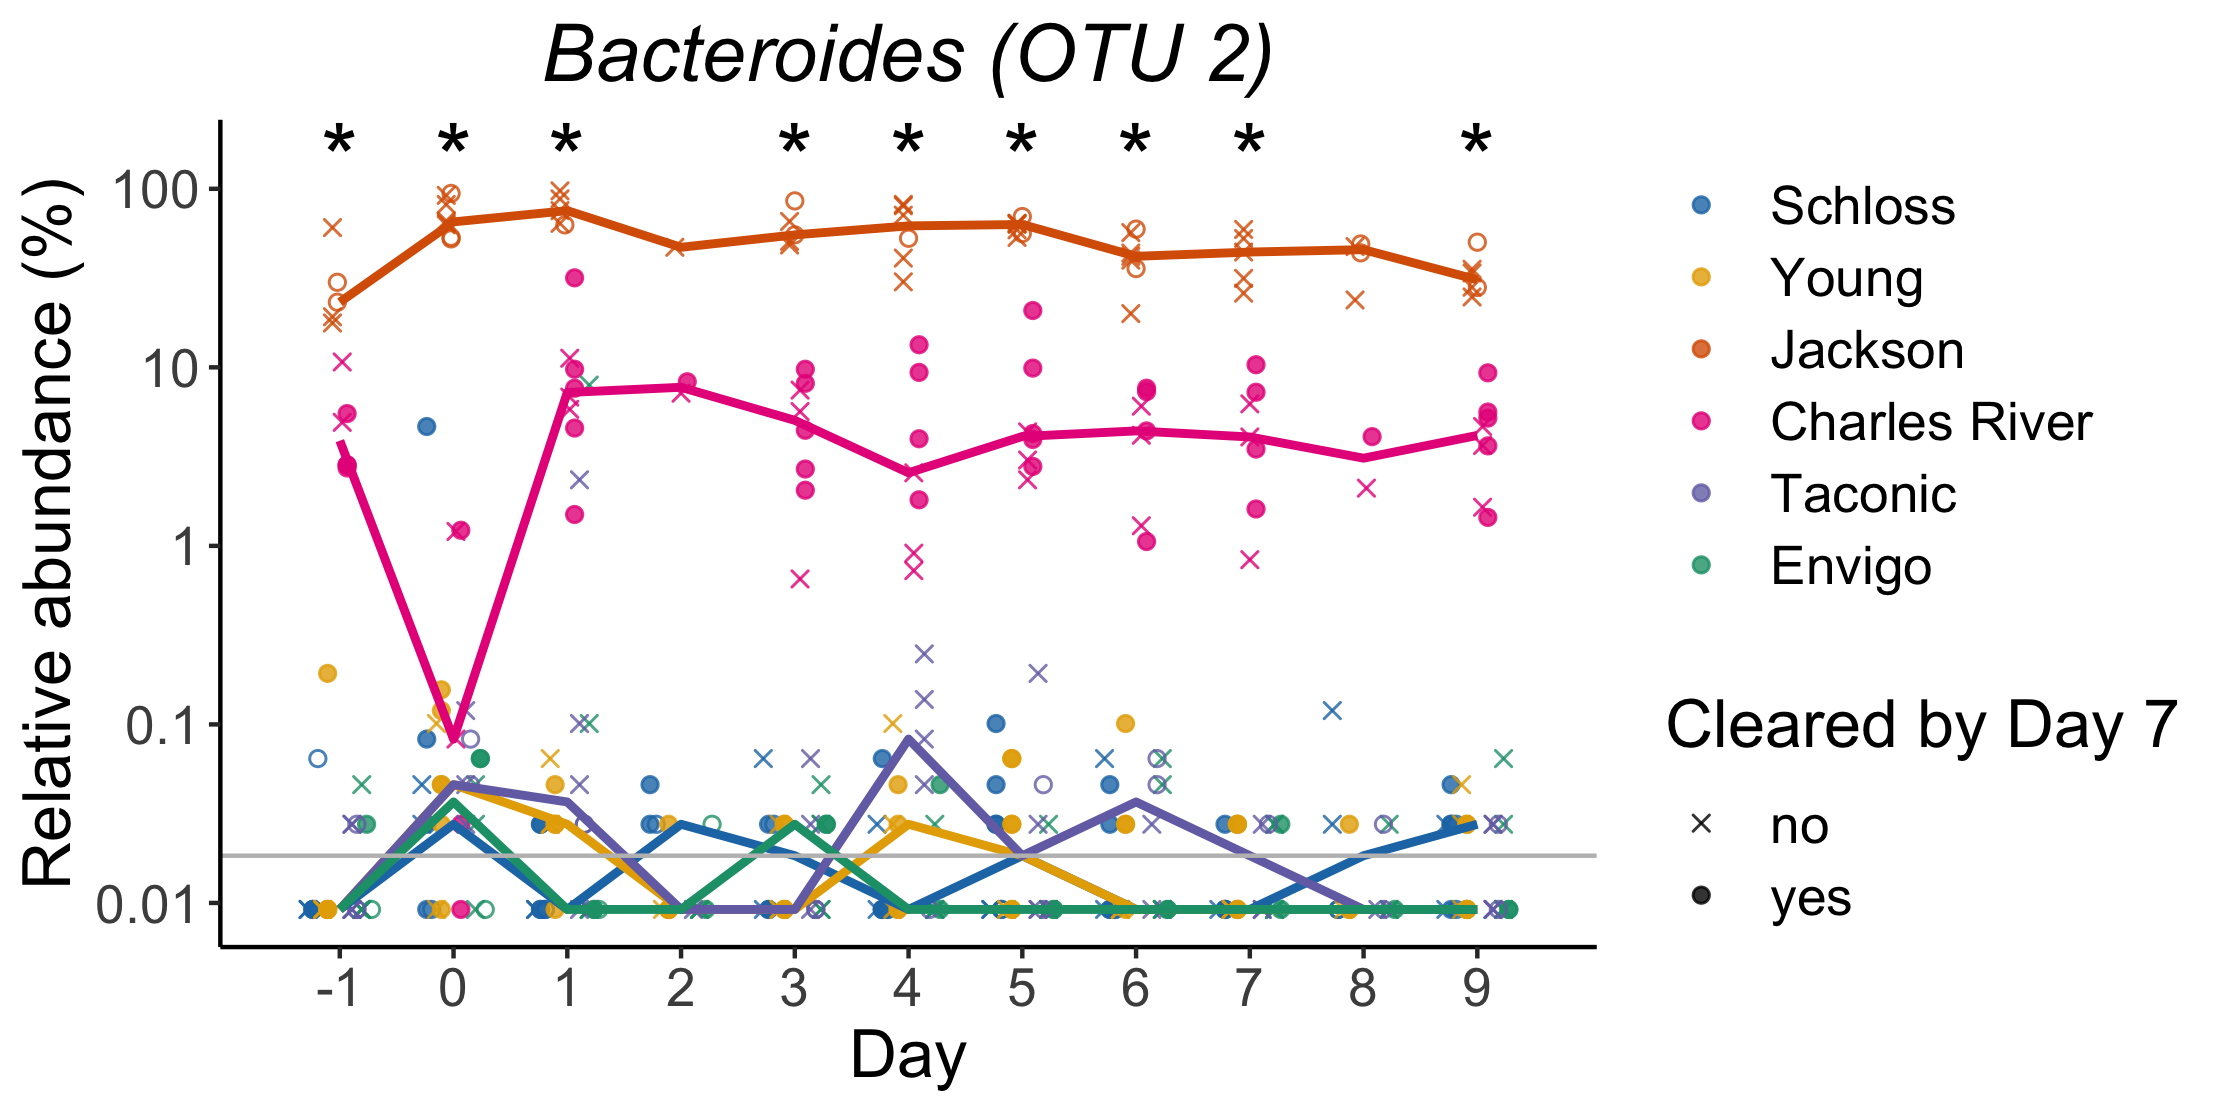 Bacteroides (OTU 2)
* * * * * * * * *
Relative abundance (%)
100
10
1
0.1
0.01
-1 0 1 2 3 4 5 6 7 8 9
Day
Schloss
Young
Jackson
Charles River
Taconic
Envigo
Cleared by Day 7
no
yes